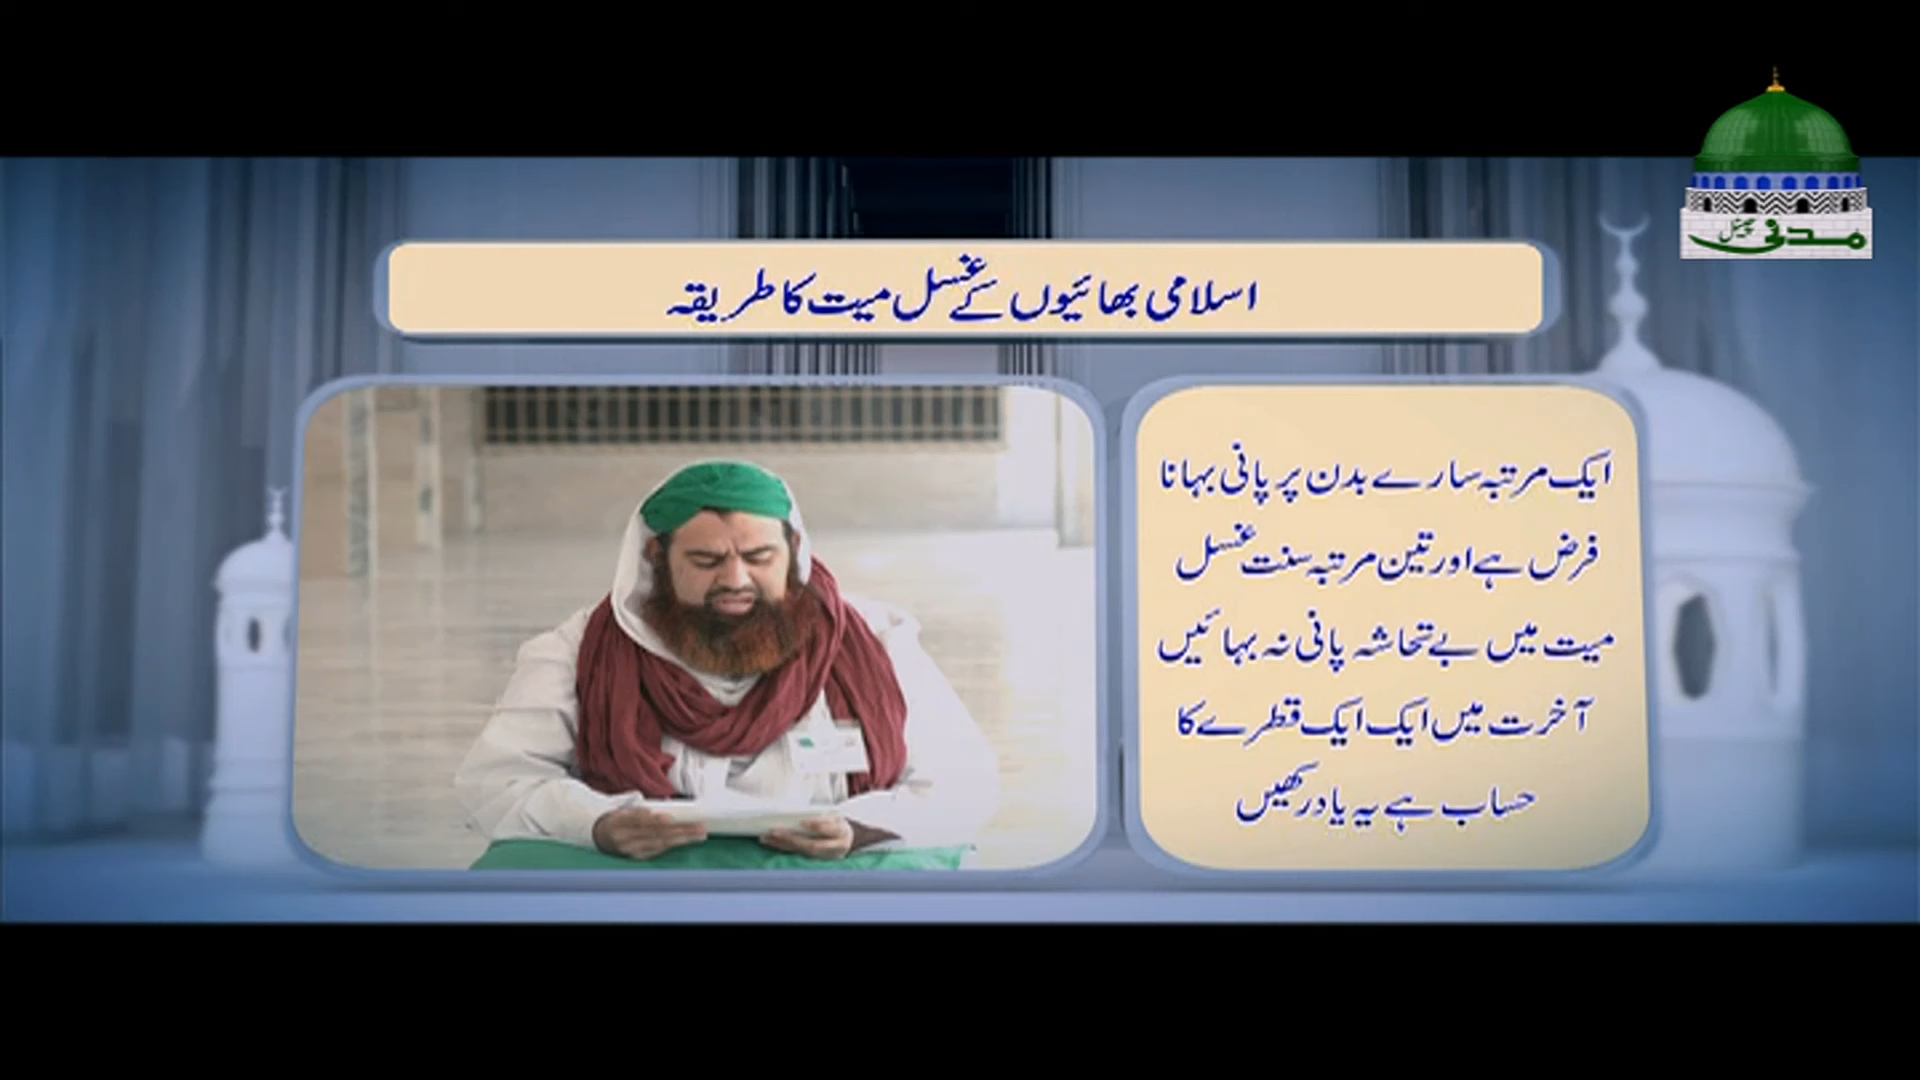 مدنی چینل
اسلامی بھائیوں کے غسل میت کا طریقہ
ایک مرتبہ سارے بدن پر پانی بہانا
فرض ہے اور تین مرتبہ سنت غسل
میت میں بے تحاشہ پانی نہ بہائیں
آخرت میں ایک ایک قطرے کا
حساب ہے یہ یاد رکھیں